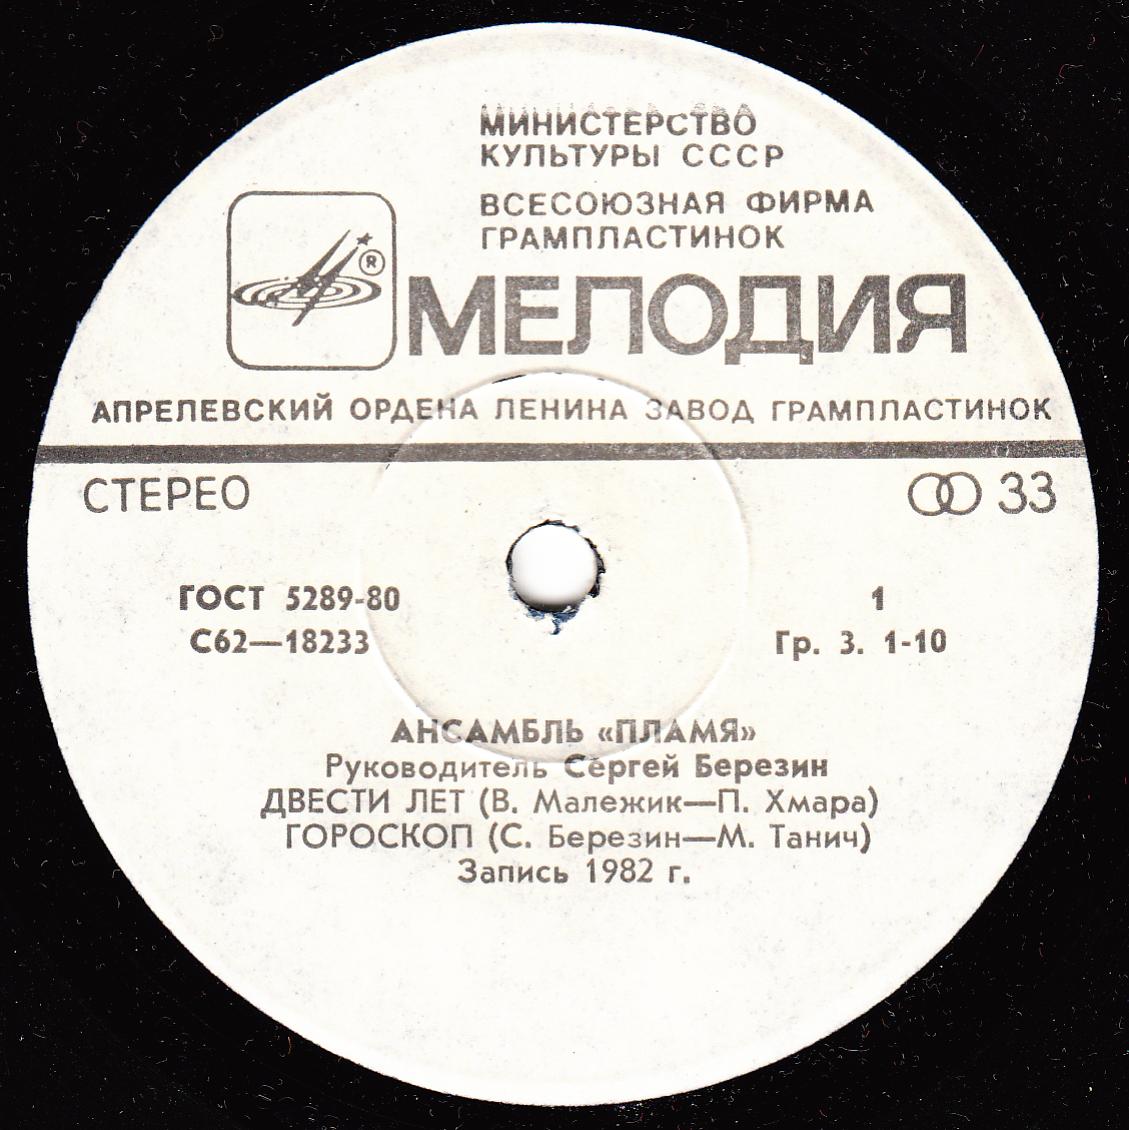 МИНИСТЕРСТВО
КУЛЬТУРЫ СССР
ВСЕСОЮЗНАЯ ФИРМА
ГРАМПЛАСТИНОК
®
МЕЛОДИЯ
АПРЕЛЕВСКИЙ ОРДЕНА ЛЕНИНА ЗАВОД ГРАМПЛАСТИНОК
СТЕРЕО 33
ГОСТ 5289-80 1
С62—18233 Гр. 3. 1-10
АНСАМБЛЬ «ПЛАМЯ»
Руководитель Сергей Березин
ДВЕСТИ ЛЕТ (В. Малежик—П. Хмара)
ГОРОСКОП (С. Березин—М. Танич)
Запись 1982 г.